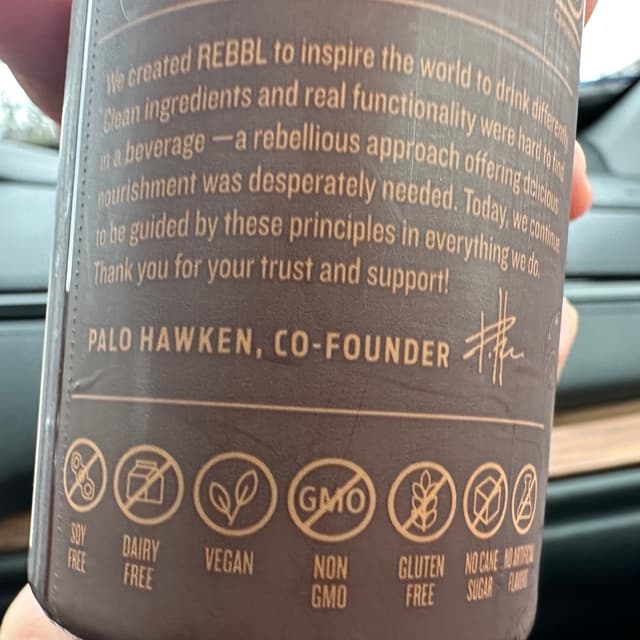 We created REBBL to inspire the world to drink differently.
Clean ingredients and real functionality were hard to find
in a beverage —a rebellious approach offering delicious
nourishment was desperately needed. Today, we continue
to be guided by these principles in everything we do.
Thank you for your trust and support!
PALO HAWKEN, CO-FOUNDER
GMO
SOY FREE
DAIRY FREE
VEGAN
NON GMO
GLUTEN FREE
NO CANE SUGAR
NO ARTIFICIAL FLAVOR